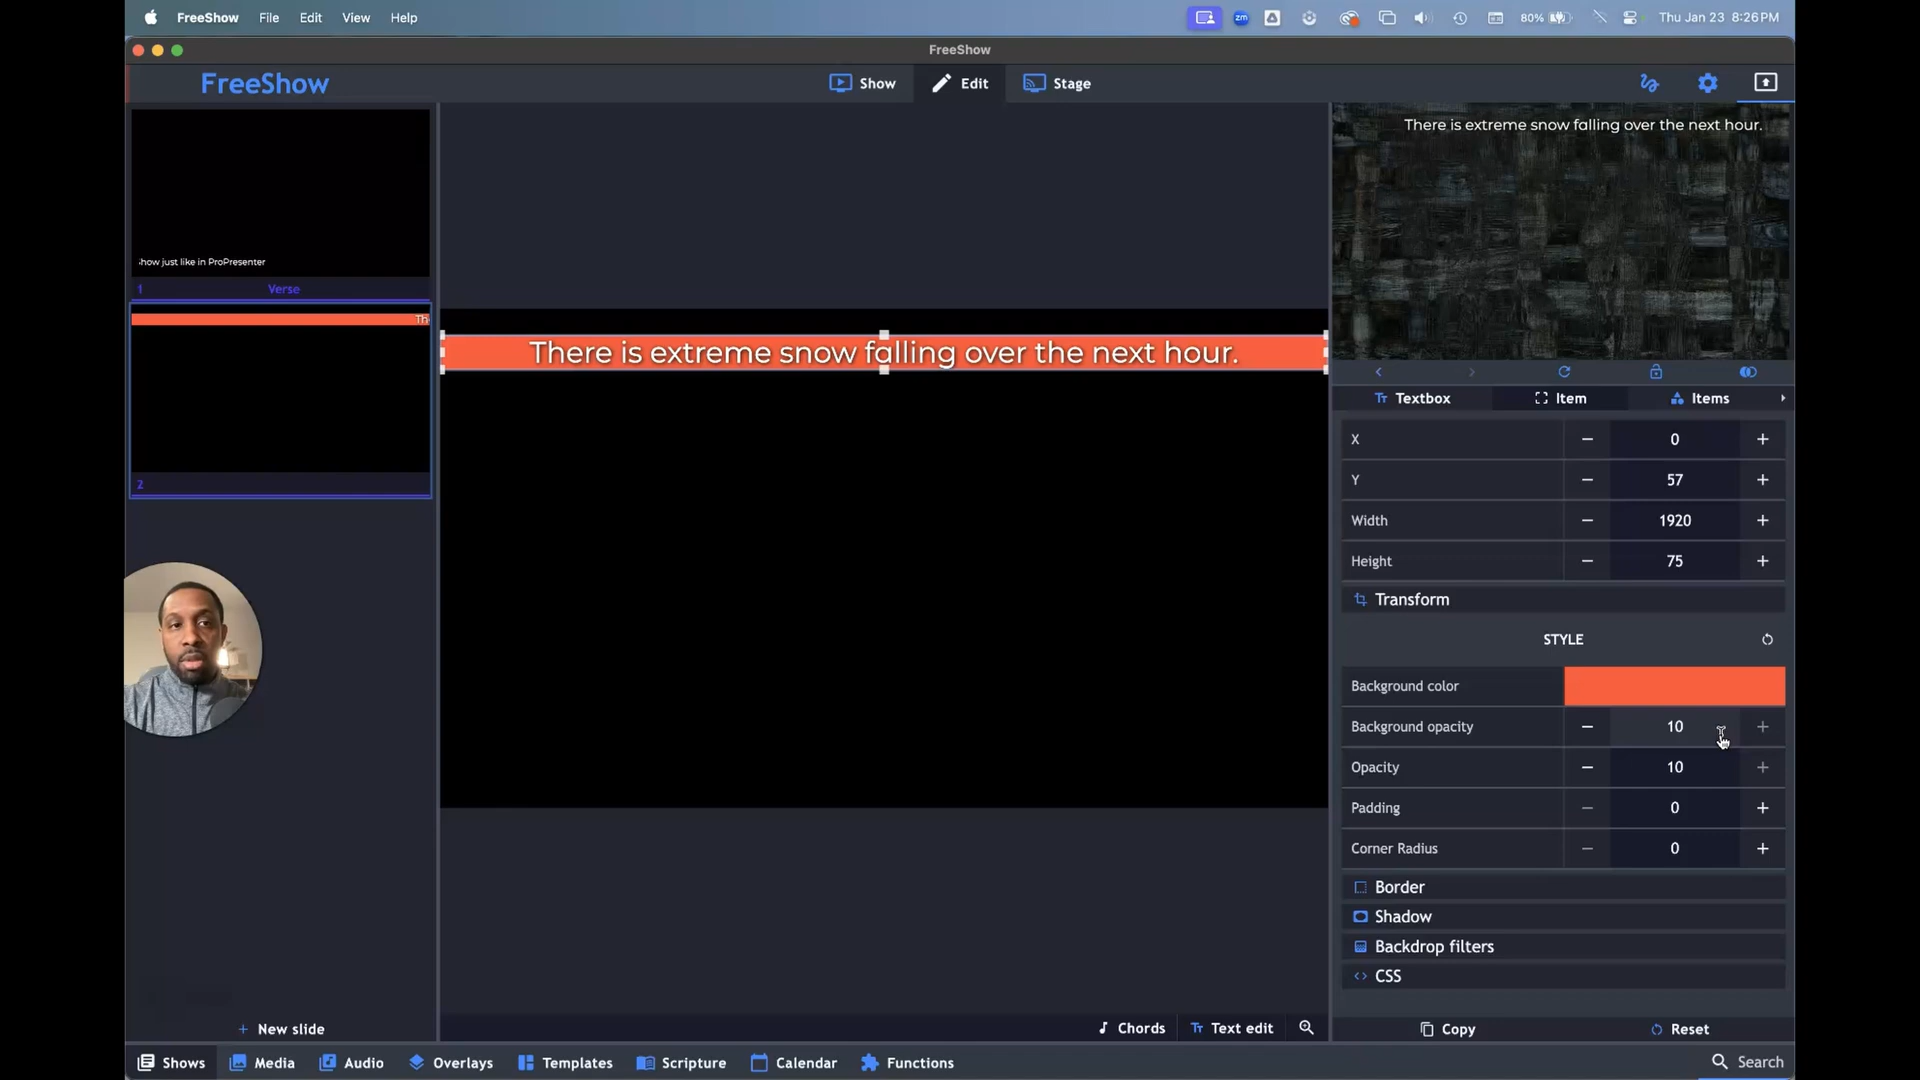 FreeShow File Edit View Help
zm
80%
Thu Jan 23 8:26 PM
FreeShow
FreeShow
Show
Edit
Stage
There is extreme snow falling over the next hour.
how just like in ProPresenter
1 Verse
Th
2
There is extreme snow falling over the next hour.
Textbox
Item
Items
X − 0 +
Y − 57 +
Width − 1920 +
Height − 75 +
Transform
STYLE
Background color
Background opacity − 10 +
Opacity − 10 +
Padding − 0 +
Corner Radius − 0 +
Border
Shadow
Backdrop filters
CSS
+ New slide
Chords
Text edit
Copy
Reset
Shows
Media
Audio
Overlays
Templates
Scripture
Calendar
Functions
Search